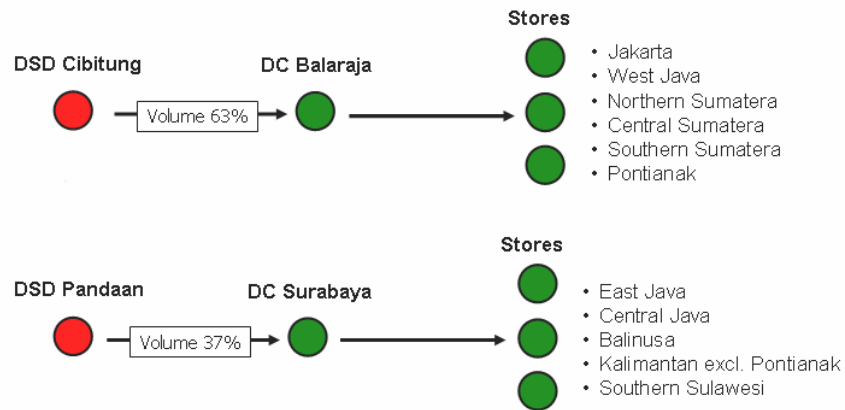 Stores
DSD Cibitung
DC Balaraja
Volume 63%
• Jakarta
• West Java
• Northern Sumatera
• Central Sumatera
• Southern Sumatera
• Pontianak
Stores
DSD Pandaan
DC Surabaya
Volume 37%
• East Java
• Central Java
• Balinusa
• Kalimantan excl. Pontianak
• Southern Sulawesi